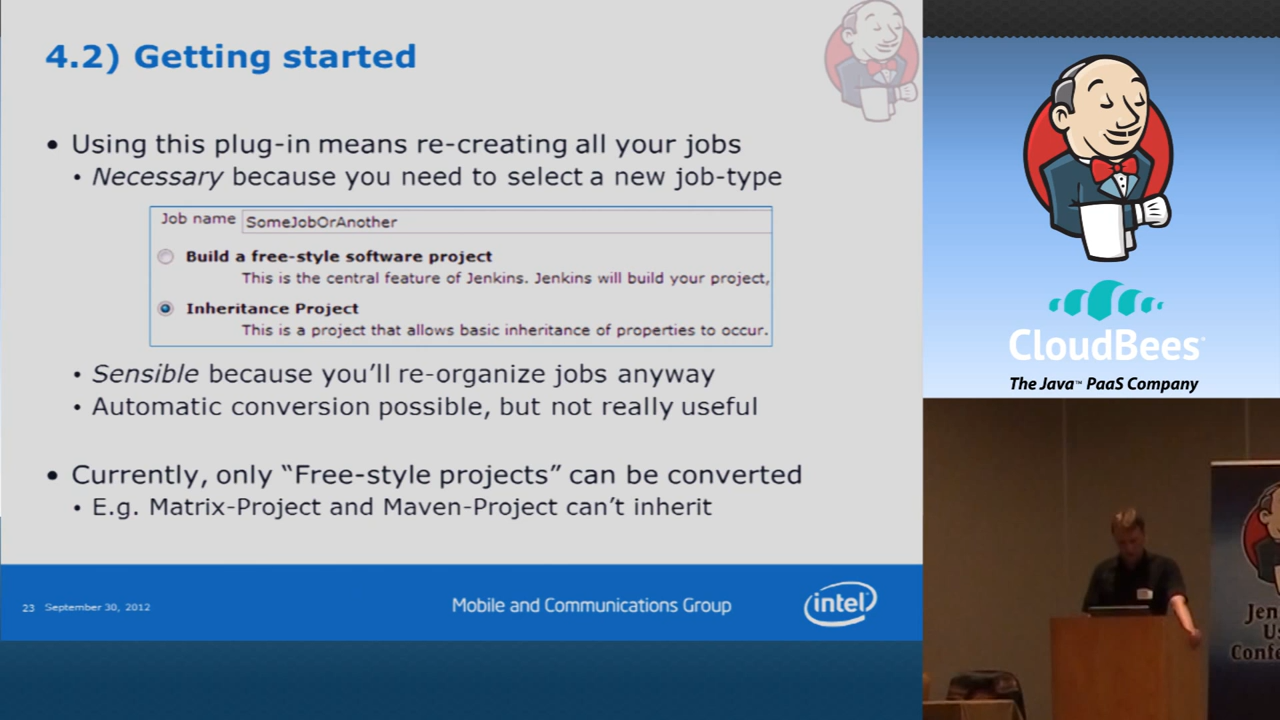 4.2) Getting started
• Using this plug-in means re-creating all your jobs
• Necessary because you need to select a new job-type
Job name SomeJobOrAnother
Build a free-style software project
This is the central feature of Jenkins. Jenkins will build your project,
Inheritance Project
This is a project that allows basic inheritance of properties to occur.
• Sensible because you'll re-organize jobs anyway
• Automatic conversion possible, but not really useful
• Currently, only “Free-style projects” can be converted
• E.g. Matrix-Project and Maven-Project can't inherit
23 September 30, 2012
Mobile and Communications Group
intel
CloudBees
The Java™ PaaS Company
Jen
Us
Confe